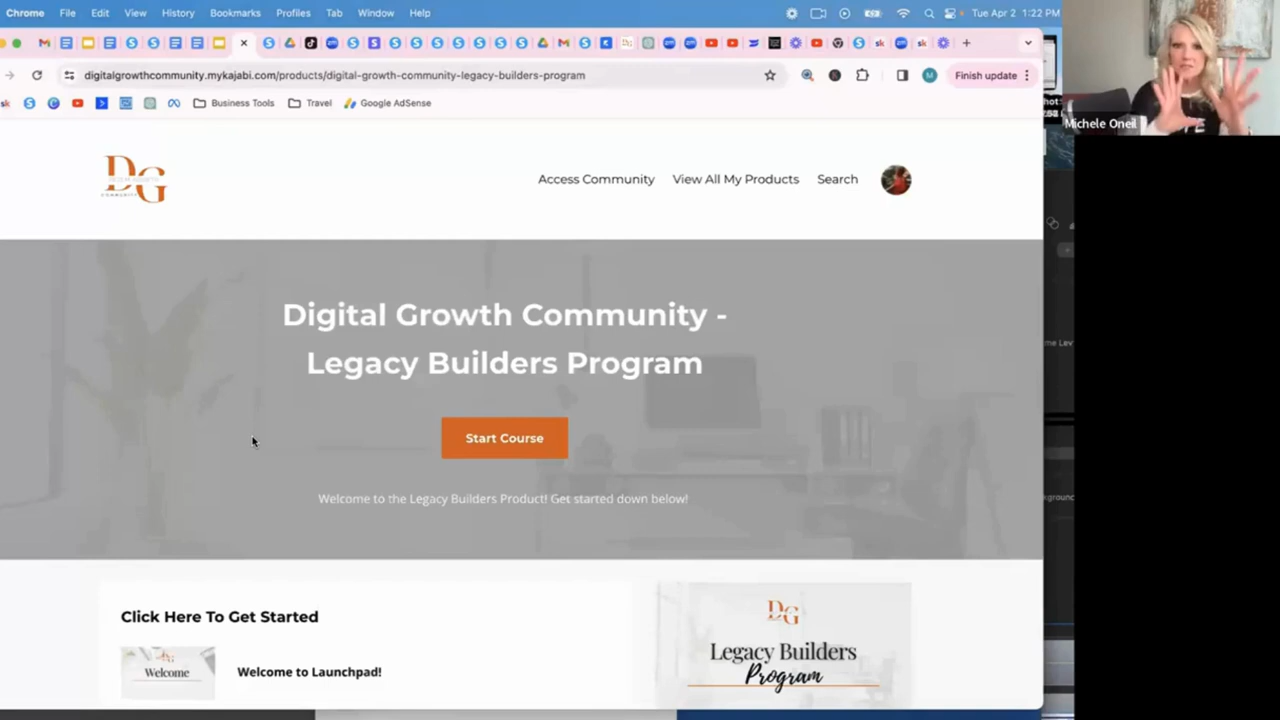 Chrome File Edit View History Bookmarks Profiles Tab Window Help
Tue Apr 2 1:22 PM
digitalgrowthcommunity.mykajabi.com/products/digital-growth-community-legacy-builders-program
M
Finish update
Business Tools Travel Google AdSense
Michele Oneil
DG
COMMUNITY
Access Community View All My Products Search
Digital Growth Community -
Legacy Builders Program
Start Course
Welcome to the Legacy Builders Product! Get started down below!
Click Here To Get Started
DG
Welcome
Welcome to Launchpad!
DG
Legacy Builders
Program